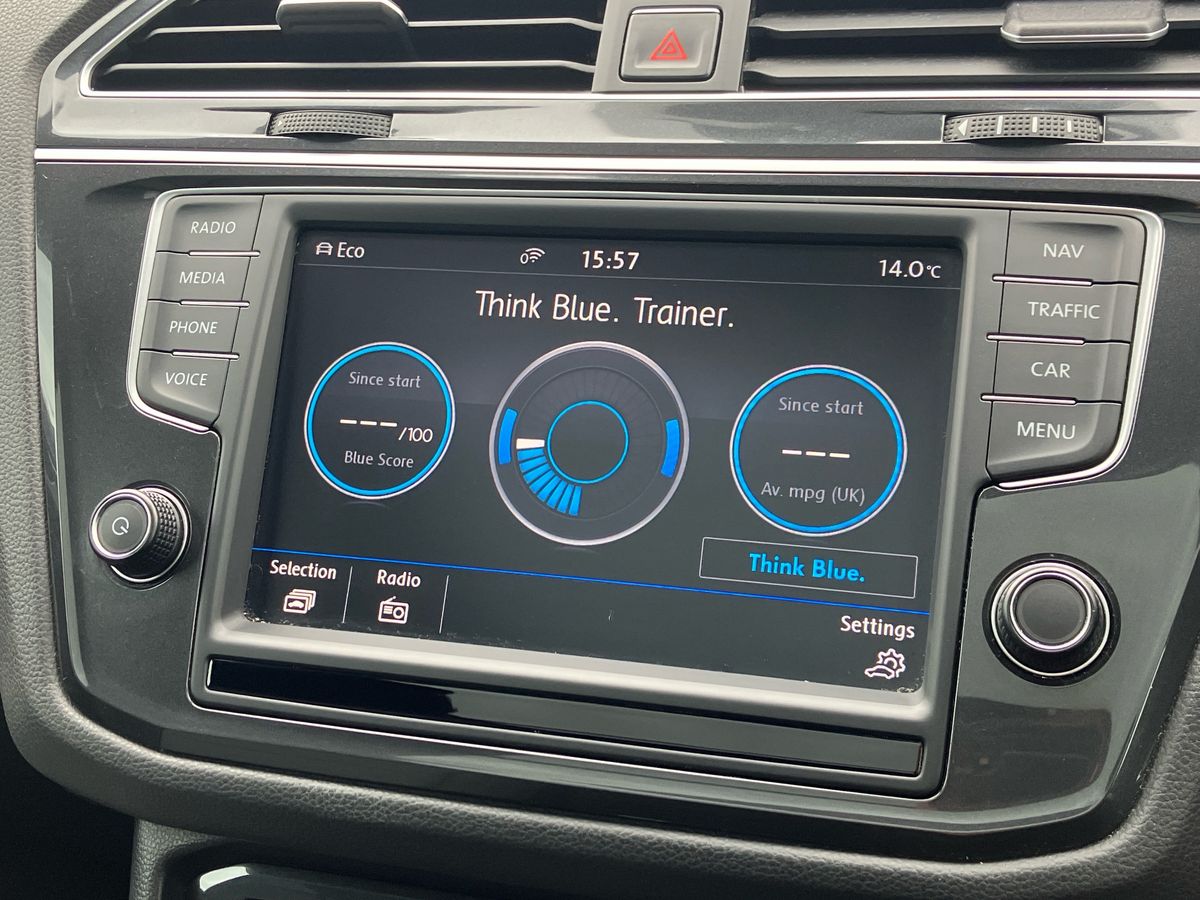 RADIO
MEDIA
PHONE
VOICE
Eco
0
15:57
14.0°C
Think Blue. Trainer.
Since start
---/100
Blue Score
Since start
---
Av. mpg (UK)
Think Blue.
Selection
Radio
Settings
NAV
TRAFFIC
CAR
MENU